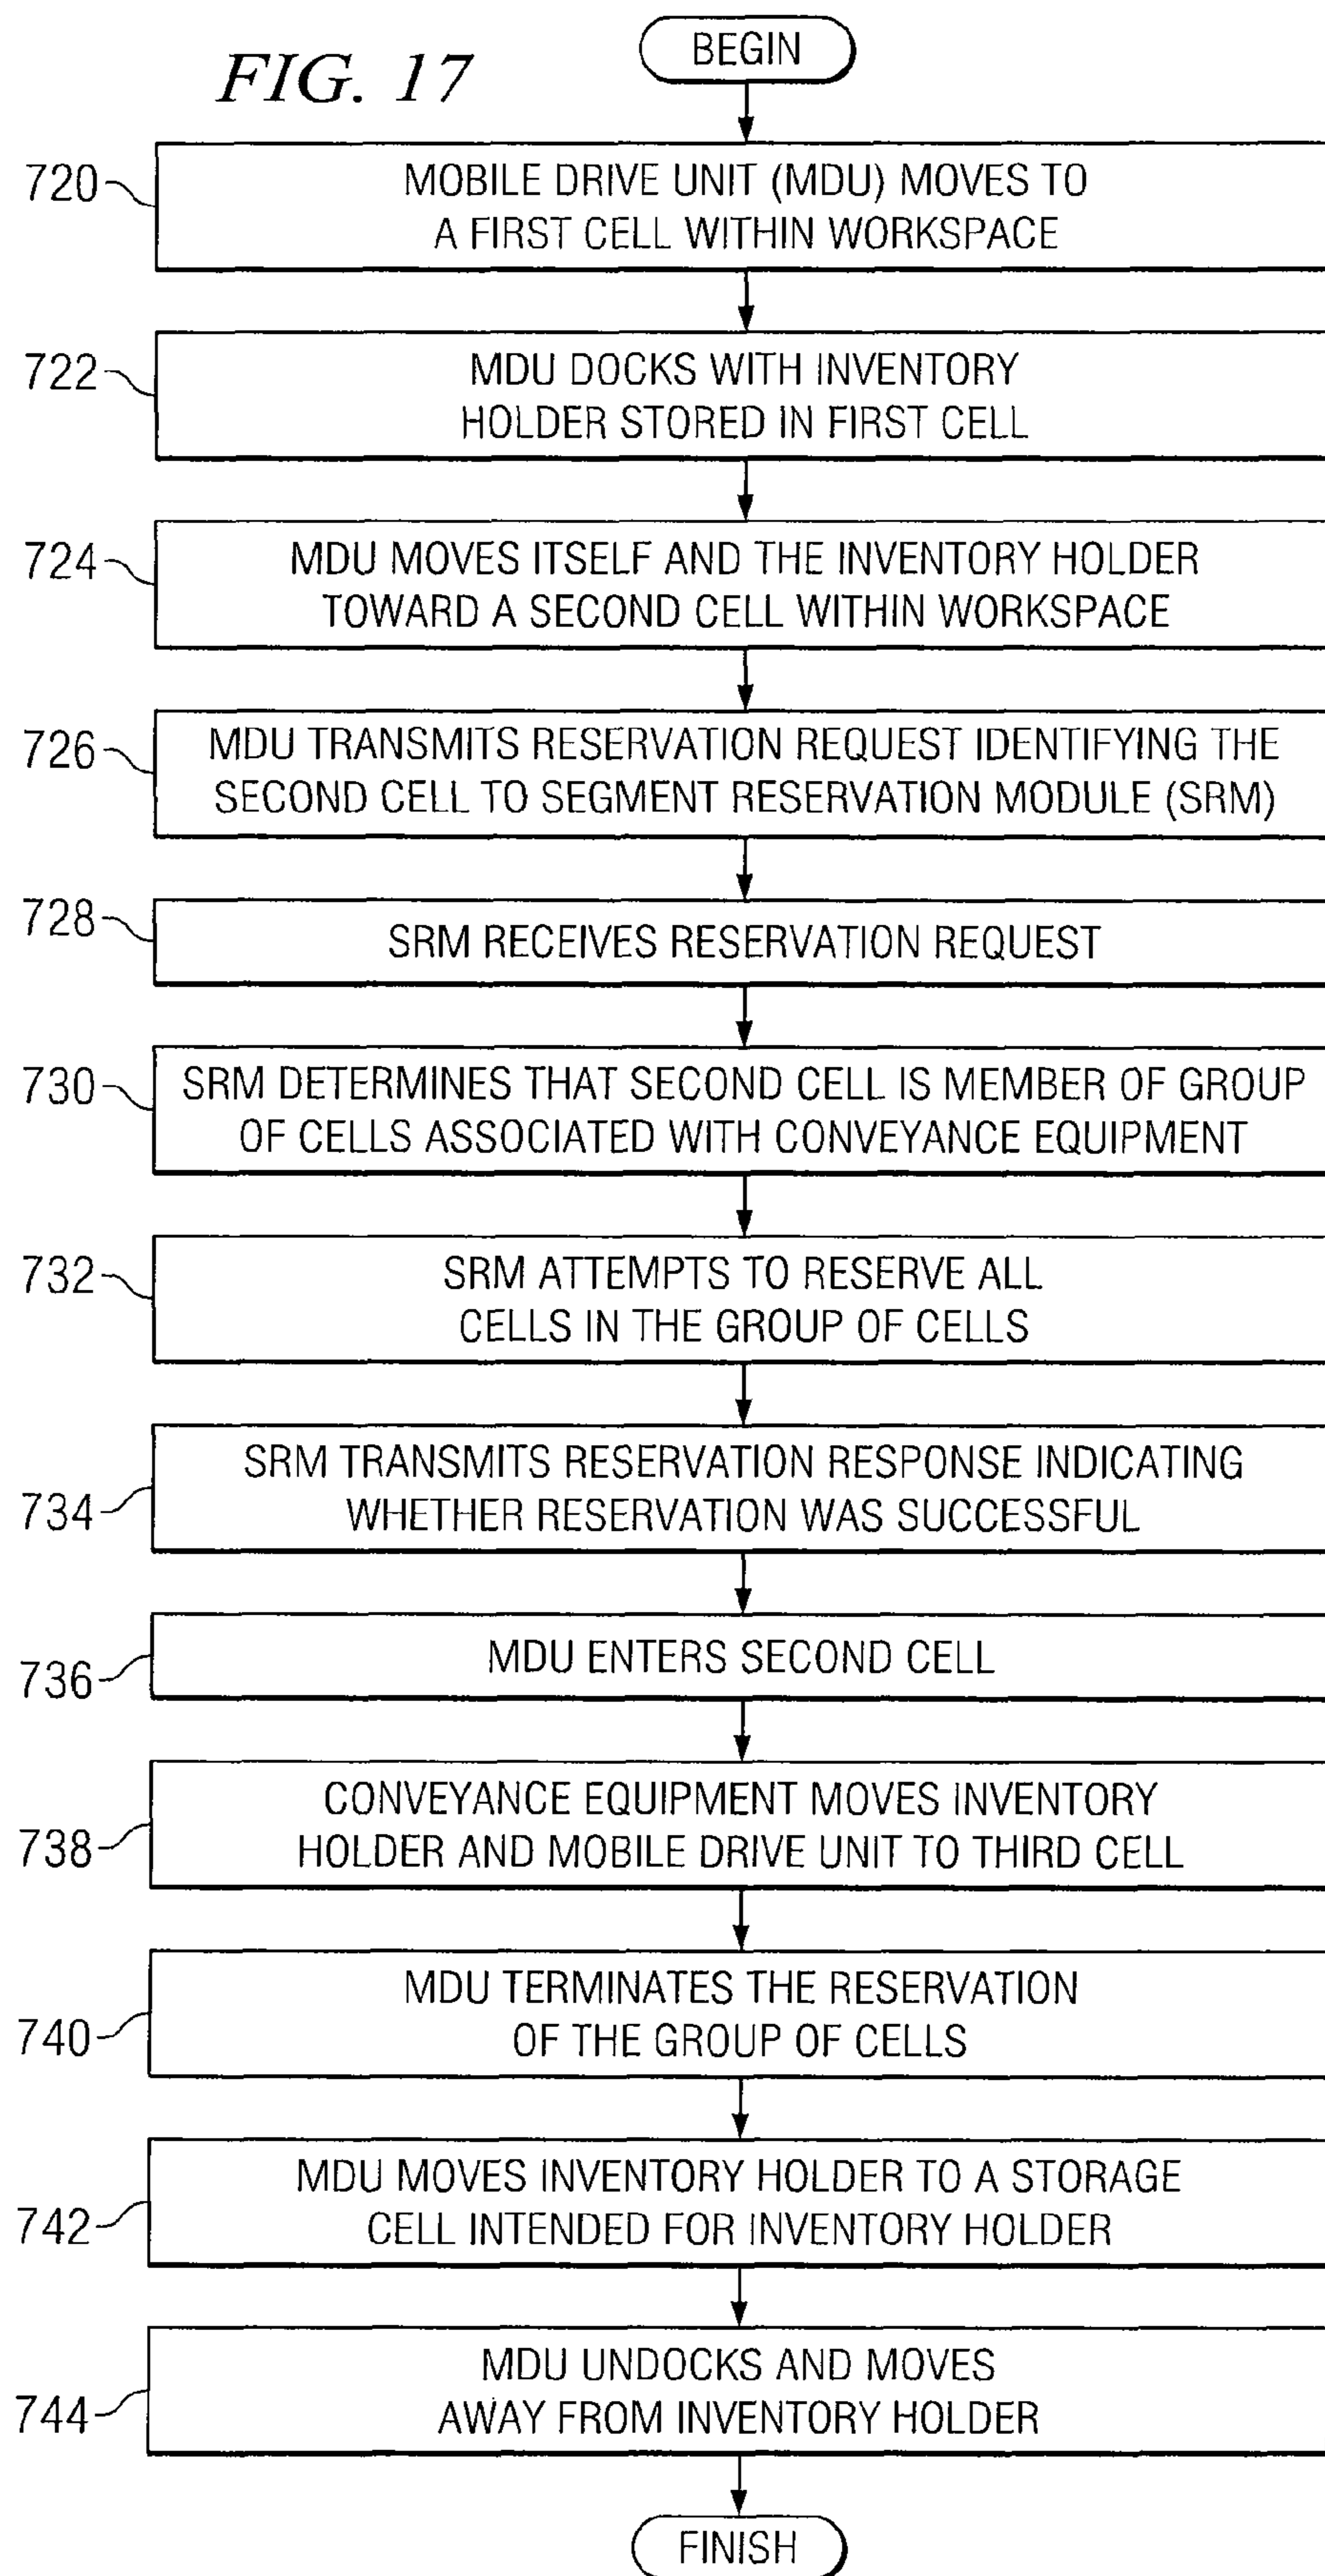 FIG. 17
BEGIN
720
MOBILE DRIVE UNIT (MDU) MOVES TO
A FIRST CELL WITHIN WORKSPACE
722
MDU DOCKS WITH INVENTORY
HOLDER STORED IN FIRST CELL
724
MDU MOVES ITSELF AND THE INVENTORY HOLDER
TOWARD A SECOND CELL WITHIN WORKSPACE
726
MDU TRANSMITS RESERVATION REQUEST IDENTIFYING THE
SECOND CELL TO SEGMENT RESERVATION MODULE (SRM)
728
SRM RECEIVES RESERVATION REQUEST
730
SRM DETERMINES THAT SECOND CELL IS MEMBER OF GROUP
OF CELLS ASSOCIATED WITH CONVEYANCE EQUIPMENT
732
SRM ATTEMPTS TO RESERVE ALL
CELLS IN THE GROUP OF CELLS
734
SRM TRANSMITS RESERVATION RESPONSE INDICATING
WHETHER RESERVATION WAS SUCCESSFUL
736
MDU ENTERS SECOND CELL
738
CONVEYANCE EQUIPMENT MOVES INVENTORY
HOLDER AND MOBILE DRIVE UNIT TO THIRD CELL
740
MDU TERMINATES THE RESERVATION
OF THE GROUP OF CELLS
742
MDU MOVES INVENTORY HOLDER TO A STORAGE
CELL INTENDED FOR INVENTORY HOLDER
744
MDU UNDOCKS AND MOVES
AWAY FROM INVENTORY HOLDER
FINISH